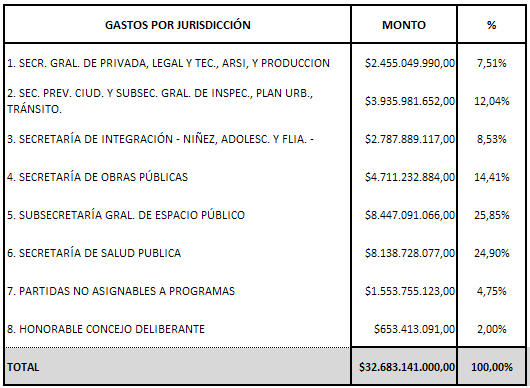 GASTOS POR JURISDICCIÓN MONTO %
1. SECR. GRAL. DE PRIVADA, LEGAL Y TEC., ARSI, Y PRODUCCION $2.455.049.990,00 7,51%
2. SEC. PREV. CIUD. Y SUBSEC. GRAL. DE INSPEC., PLAN URB.,
TRÁNSITO. $3.935.981.652,00 12,04%
3. SECRETARÍA DE INTEGRACIÓN - NIÑEZ, ADOLESC. Y FLIA. - $2.787.889.117,00 8,53%
4. SECRETARÍA DE OBRAS PÚBLICAS $4.711.232.884,00 14,41%
5. SUBSECRETARÍA GRAL. DE ESPACIO PÚBLICO $8.447.091.066,00 25,85%
6. SECRETARÍA DE SALUD PUBLICA $8.138.728.077,00 24,90%
7. PARTIDAS NO ASIGNABLES A PROGRAMAS $1.553.755.123,00 4,75%
8. HONORABLE CONCEJO DELIBERANTE $653.413.091,00 2,00%
TOTAL $32.683.141.000,00 100,00%